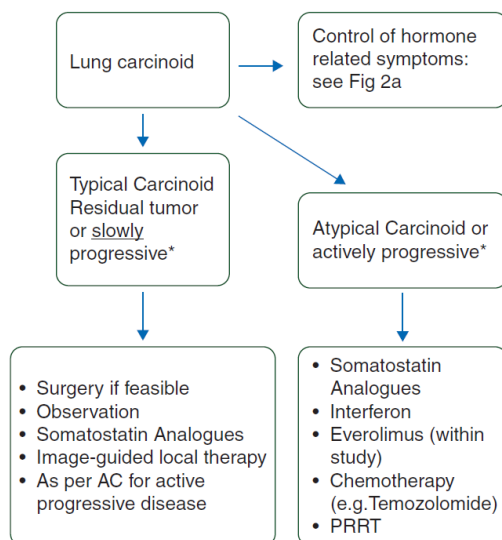 Lung carcinoid
Control of hormone
related symptoms:
see Fig 2a
Typical Carcinoid
Residual tumor
or slowly
progressive*
Atypical Carcinoid or
actively progressive*
• Surgery if feasible
• Observation
• Somatostatin Analogues
• Image-guided local therapy
• As per AC for active
progressive disease
• Somatostatin
Analogues
• Interferon
• Everolimus (within
study)
• Chemotherapy
(e.g.Temozolomide)
• PRRT